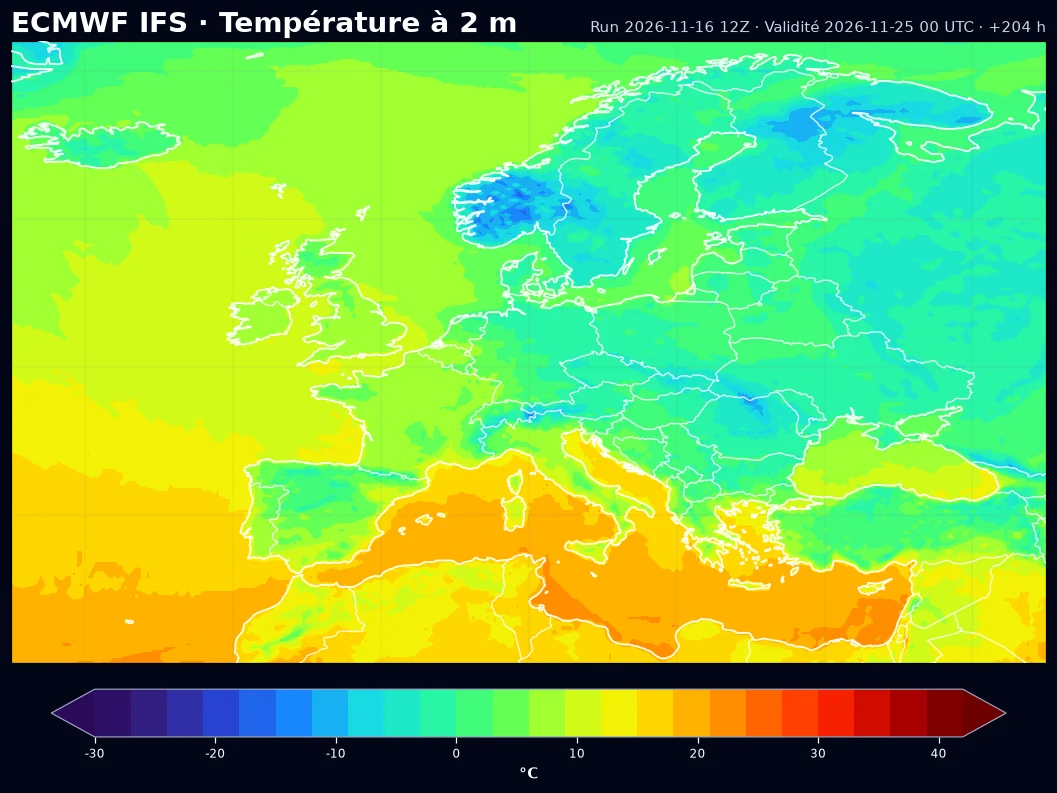 ECMWF IFS · Température à 2 m
Run 2026-11-16 12Z · Validité 2026-11-25 00 UTC · +204 h
-30 -20 -10 0 10 20 30 40
°C